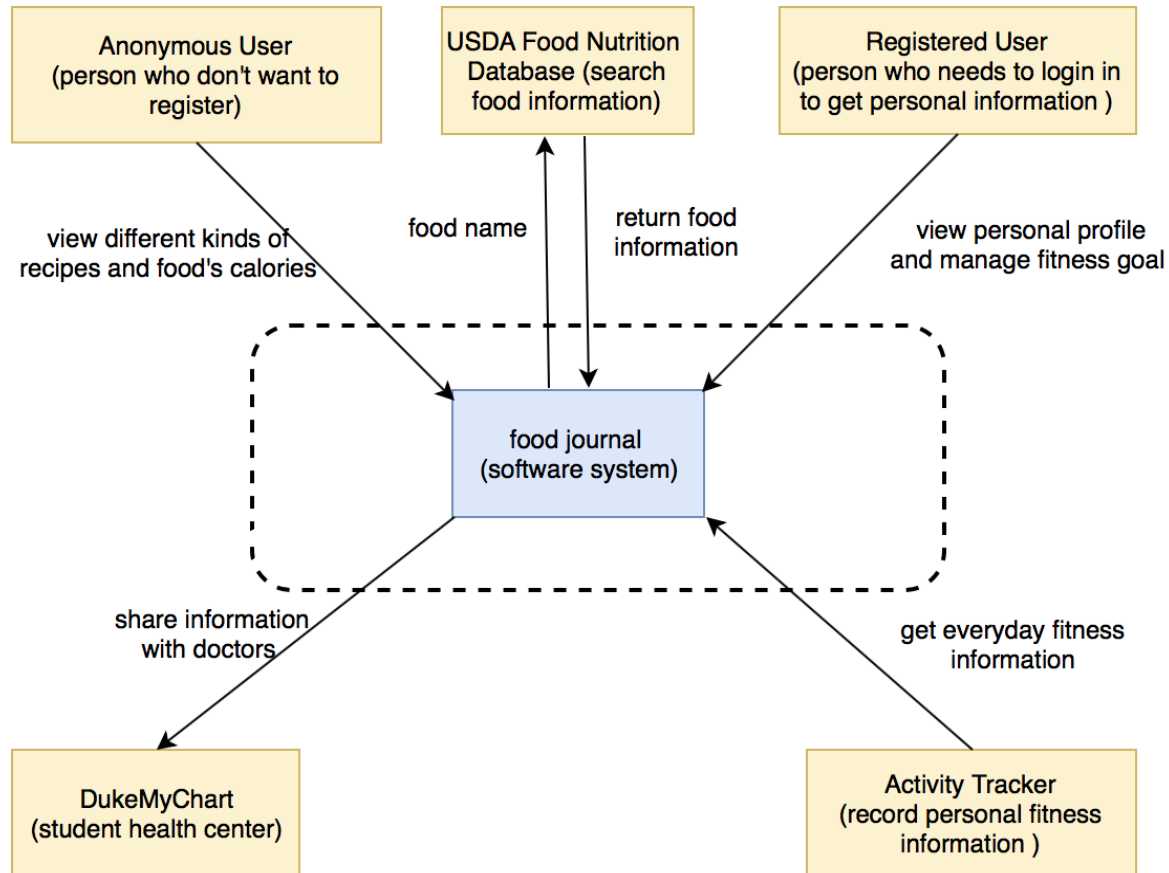 Anonymous User
(person who don't want to
register)
USDA Food Nutrition
Database (search
food information)
Registered User
(person who needs to login in
to get personal information )
view different kinds of
recipes and food's calories
food name
return food
information
view personal profile
and manage fitness goal
food journal
(software system)
share information
with doctors
get everyday fitness
information
DukeMyChart
(student health center)
Activity Tracker
(record personal fitness
information )